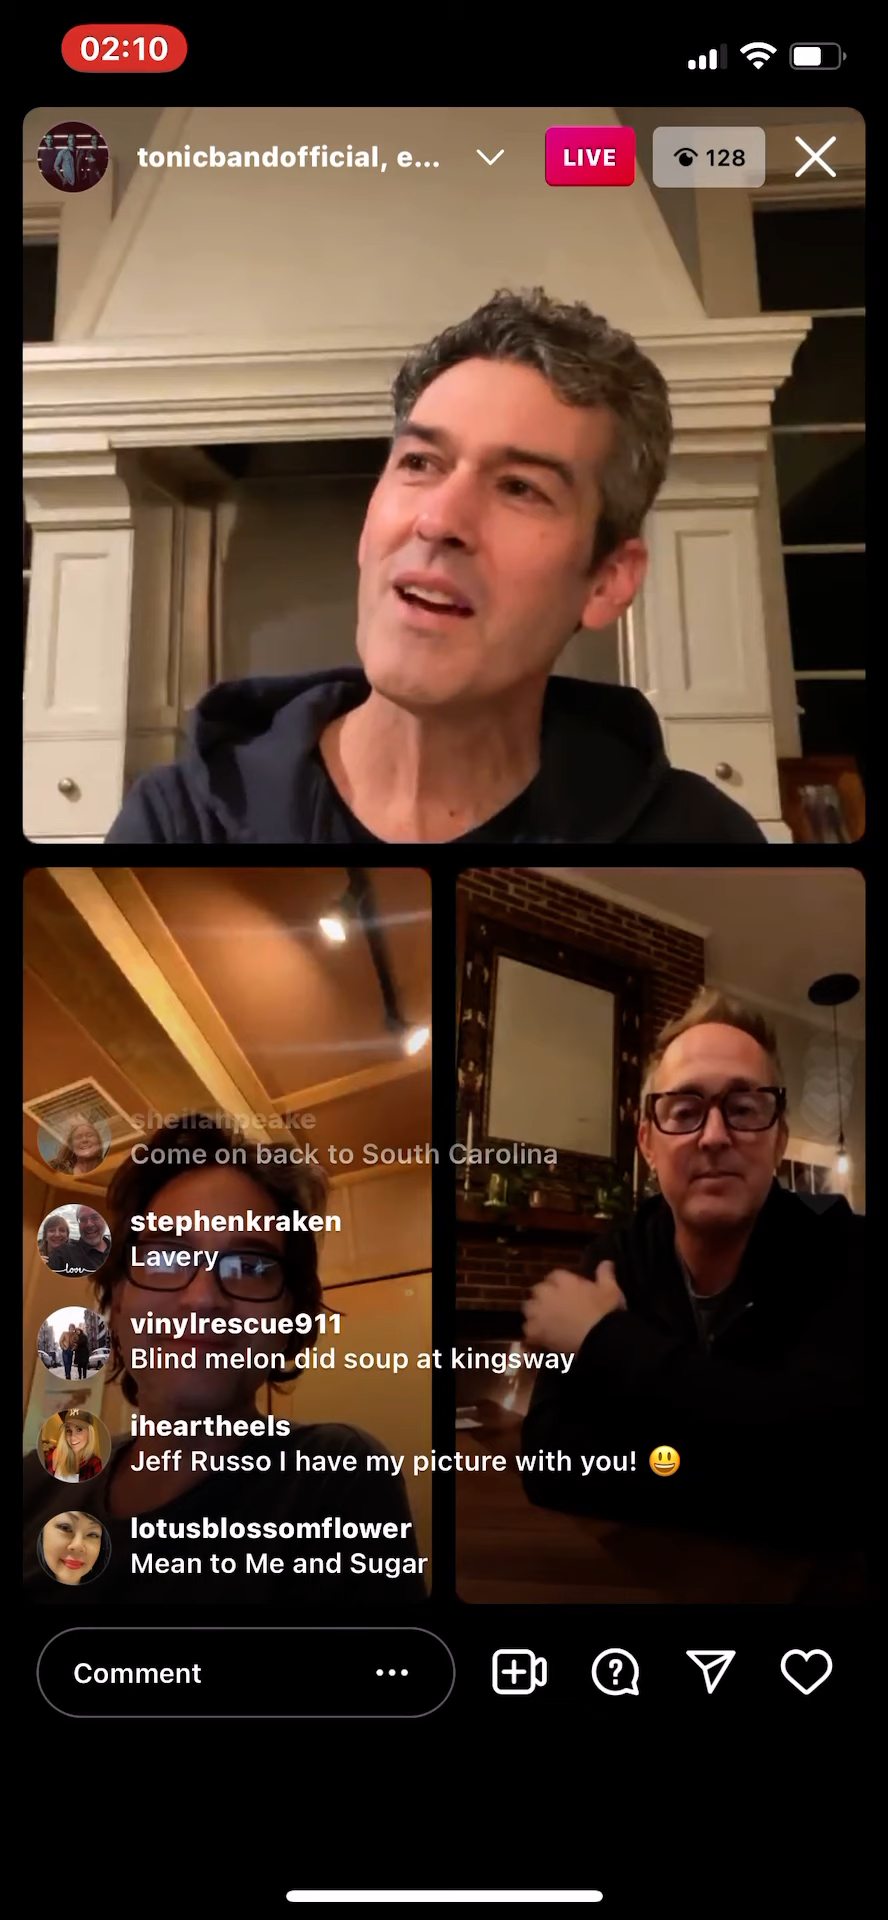 02:10
tonicbandofficial, e...
LIVE
128
sheilahpeake
Come on back to South Carolina
stephenkraken
Lavery
vinylrescue911
Blind melon did soup at kingsway
iheartheels
Jeff Russo I have my picture with you! 😃
lotusblossomflower
Mean to Me and Sugar
Comment